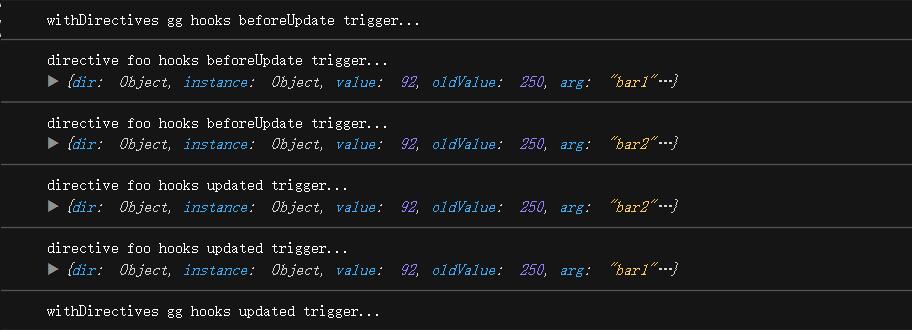 withDirectives gg hooks beforeUpdate trigger...
directive foo hooks beforeUpdate trigger...
▶ {dir: Object, instance: Object, value: 92, oldValue: 250, arg: "bar1"…}
directive foo hooks beforeUpdate trigger...
▶ {dir: Object, instance: Object, value: 92, oldValue: 250, arg: "bar2"…}
directive foo hooks updated trigger...
▶ {dir: Object, instance: Object, value: 92, oldValue: 250, arg: "bar2"…}
directive foo hooks updated trigger...
▶ {dir: Object, instance: Object, value: 92, oldValue: 250, arg: "bar1"…}
withDirectives gg hooks updated trigger...